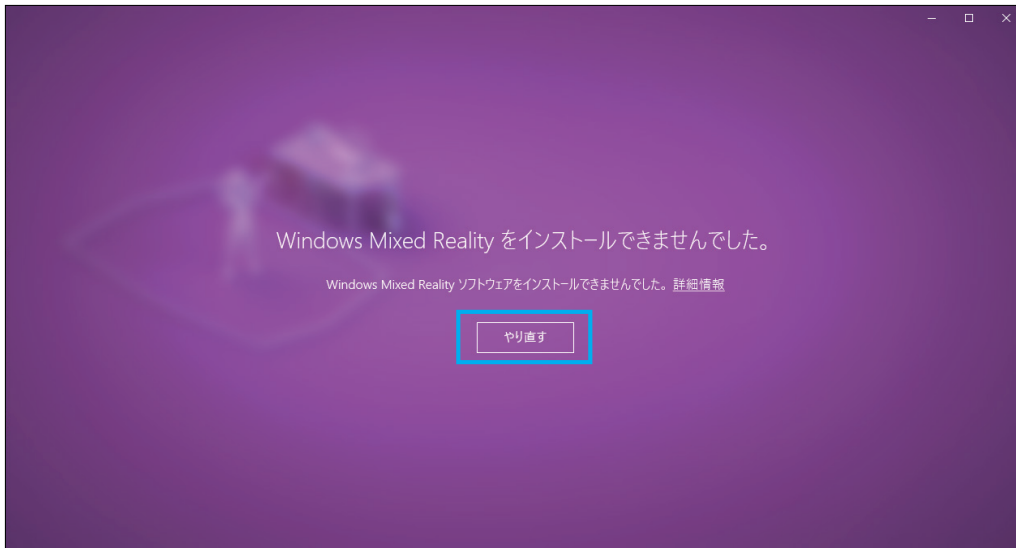 Windows Mixed Reality をインストールできませんでした。
Windows Mixed Reality ソフトウェアをインストールできませんでした。 詳細情報
やり直す